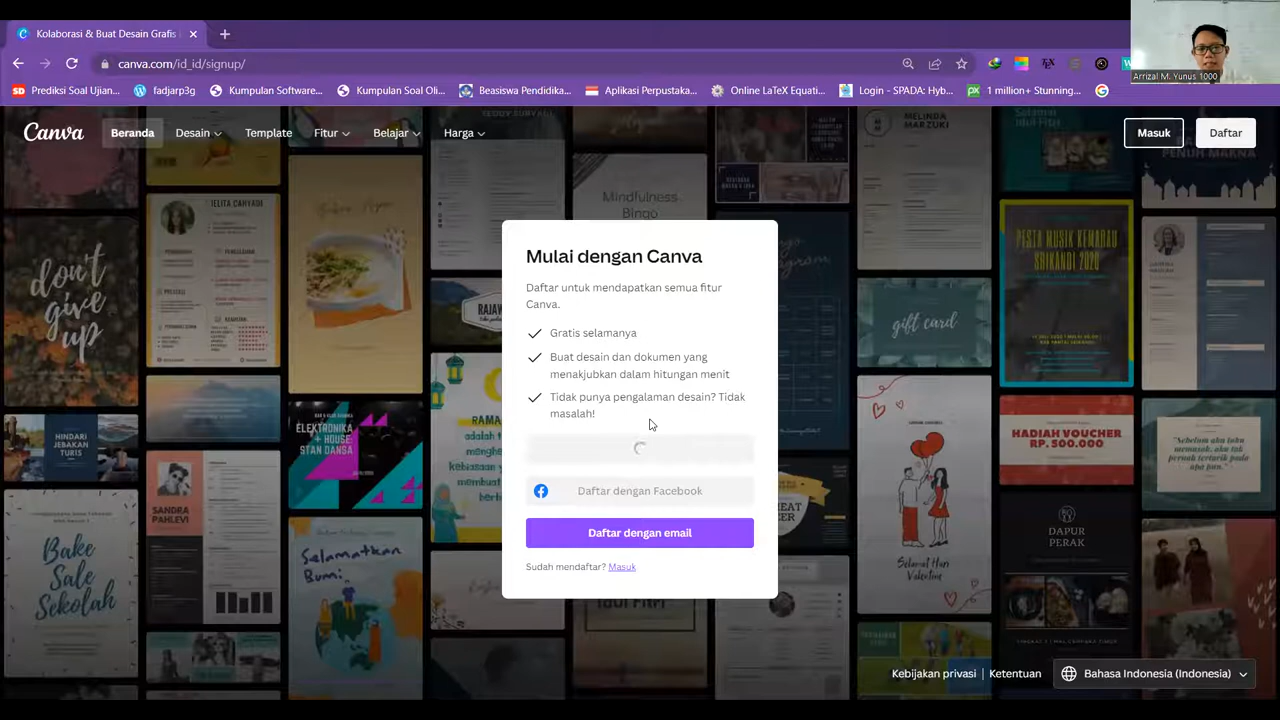 Kolaborasi & Buat Desain Grafis
canva.com/id_id/signup/
Arrizal M. Yunus 1000
Prediksi Soal Ujian...
fadjarp3g
Kumpulan Software...
Kumpulan Soal Oli...
Beasiswa Pendidika...
Aplikasi Perpustaka...
Online LaTeX Equati...
Login - SPADA: Hyb...
1 million+ Stunning...
Canva
Beranda
Desain
Template
Fitur
Belajar
Harga
Masuk
Daftar
MELINDA
MARZUKI
PENUH MAKNA
Mindfulness
Bingo
IELITA CAHYADI
don't
give
up
PESTA MUSIK KEMARAU
SRIKANDI 2020
gift card
Mulai dengan Canva
Daftar untuk mendapatkan semua fitur
Canva.
Gratis selamanya
Buat desain dan dokumen yang
menakjubkan dalam hitungan menit
Tidak punya pengalaman desain? Tidak
masalah!
Daftar dengan Facebook
Daftar dengan email
Sudah mendaftar? Masuk
HINDARI
JEBAKAN
TURIS
ELEKTRONIKA
+ HOUSE
STAN DANSA
HADIAH VOUCHER
RP. 500.000
SANDRA
PAHLEVI
Bake
Sale
Sekolah
Selamatkan
Bumi
Selamat Hari
Valentine
DAPUR
PERAK
Kebijakan privasi
Ketentuan
Bahasa Indonesia (Indonesia)